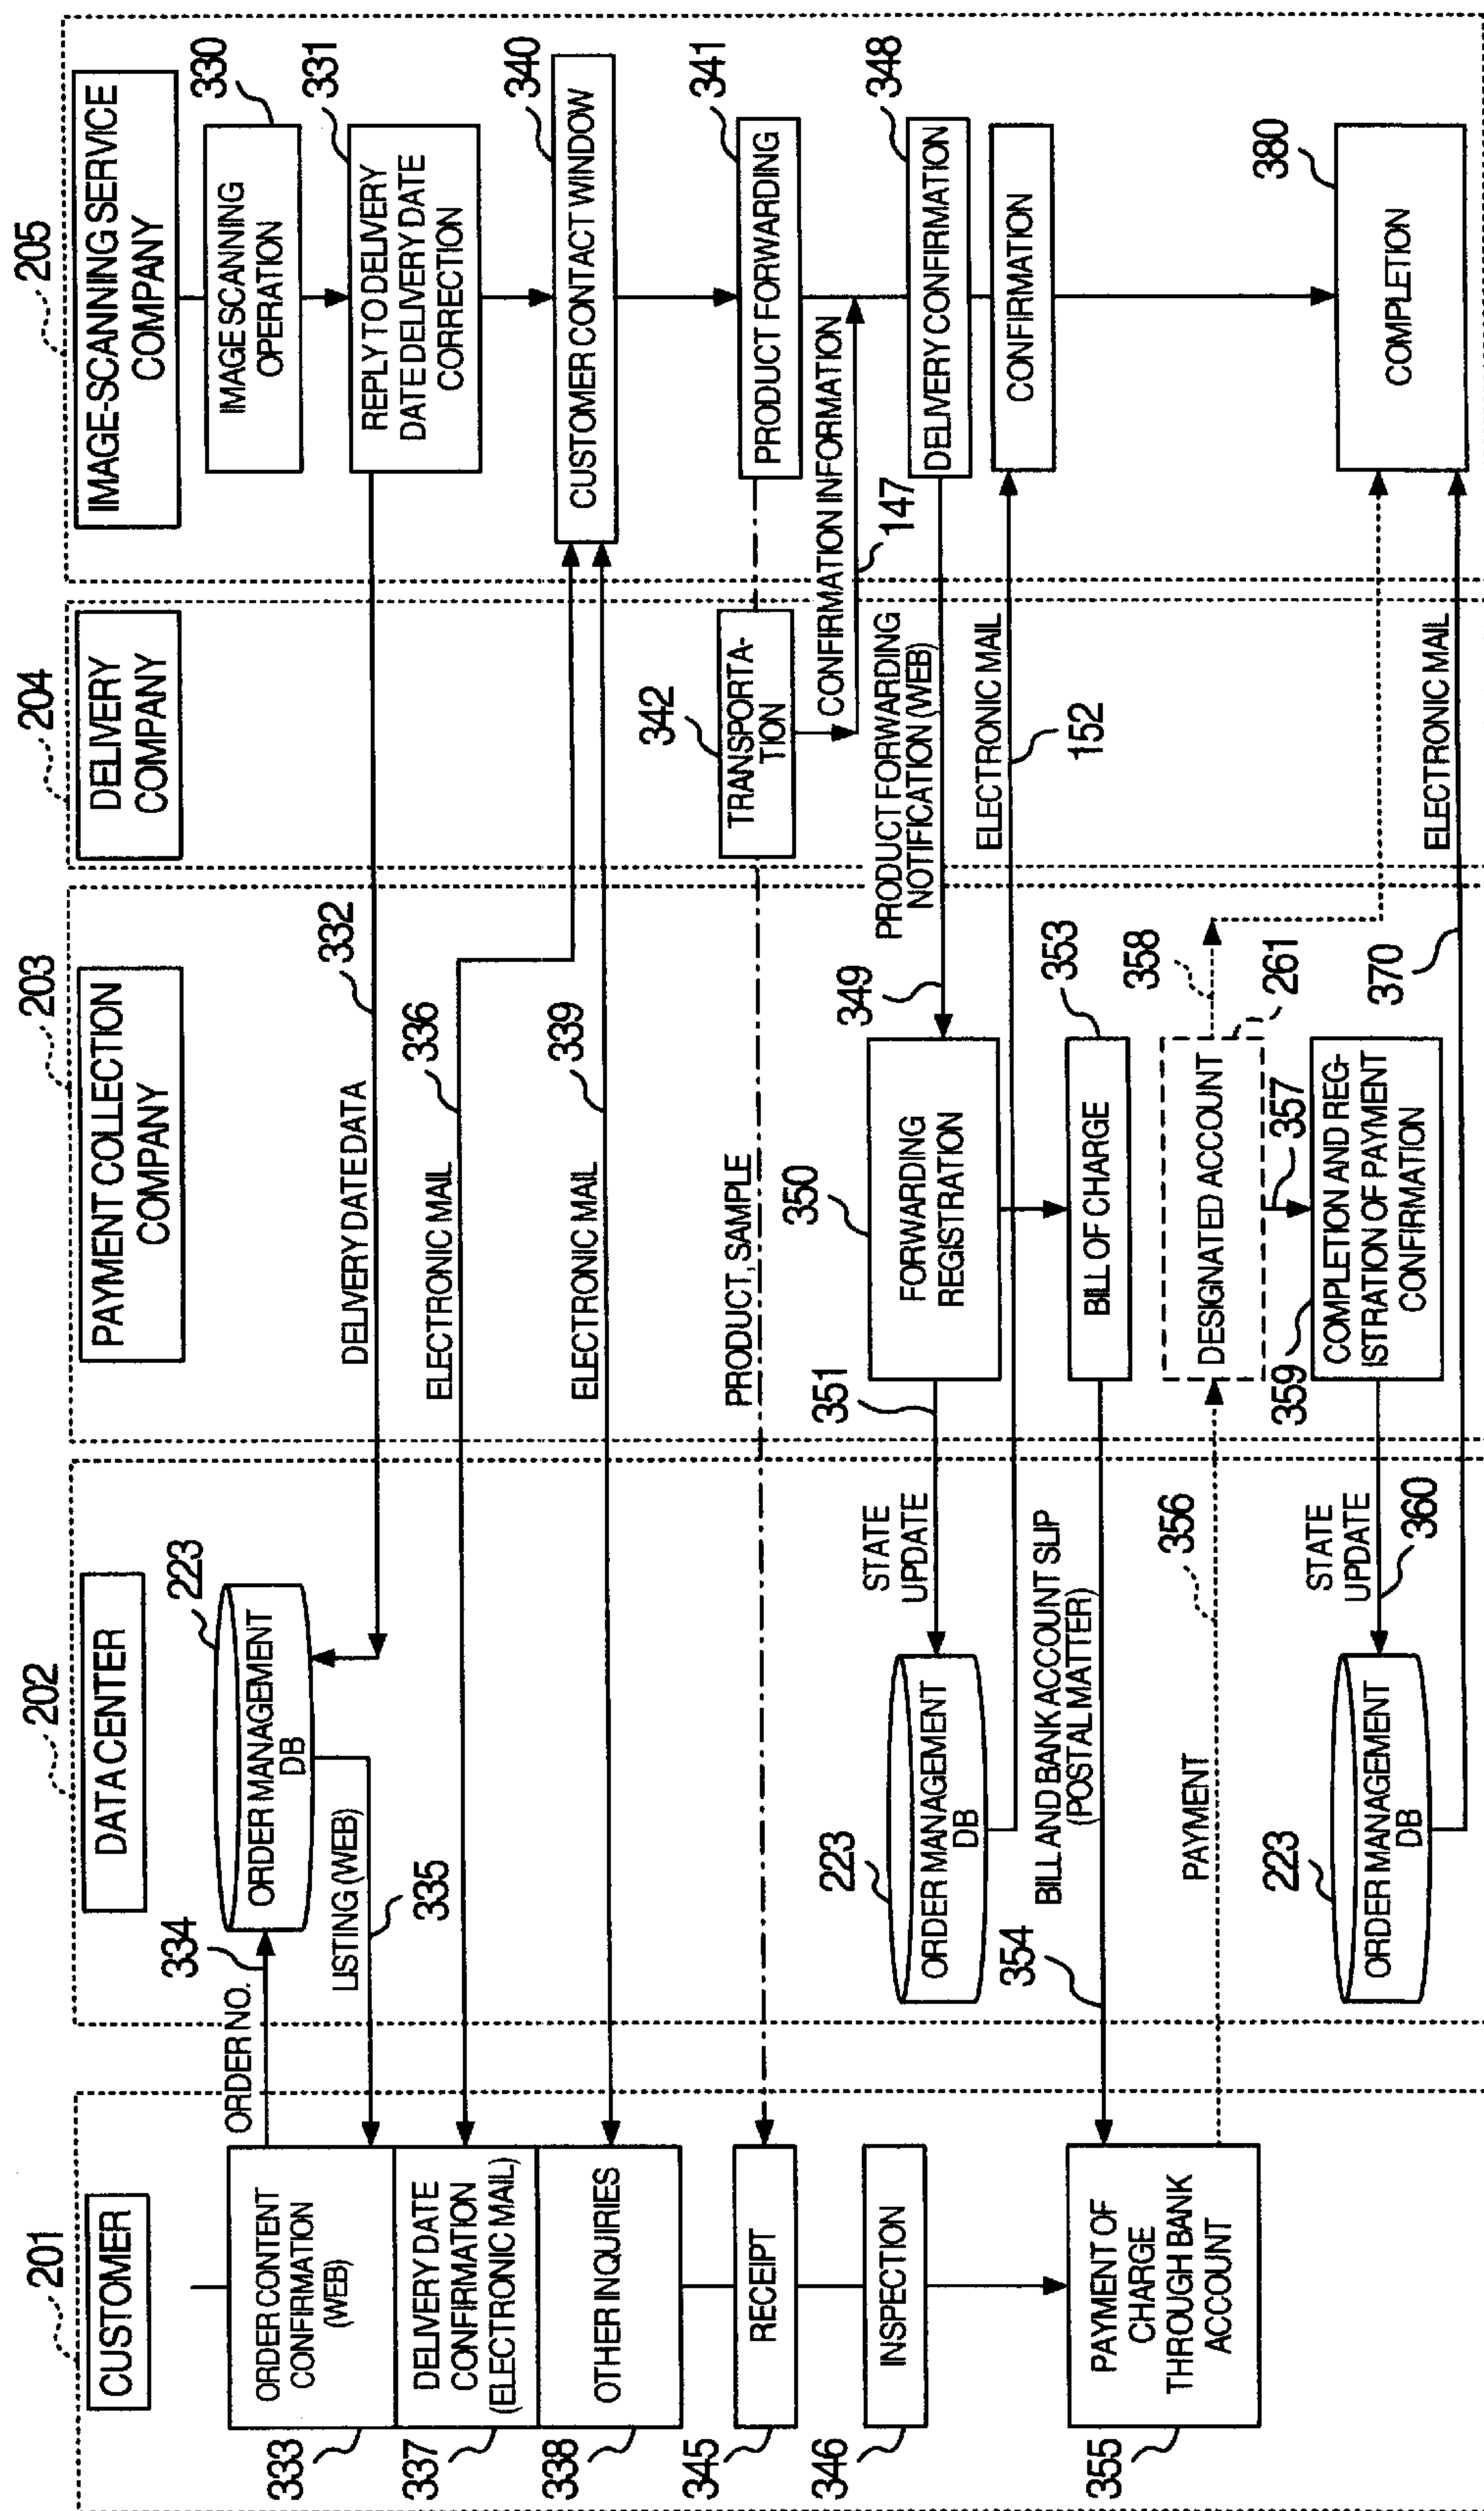 201
CUSTOMER
ORDER CONTENT
CONFIRMATION
(WEB)
333
DELIVERY DATE
CONFIRMATION
(ELECTRONIC MAIL)
337
OTHER INQUIRIES
338
RECEIPT
345
INSPECTION
346
PAYMENT OF
CHARGE
THROUGH BANK
ACCOUNT
355
202
DATA CENTER
ORDER NO.
334
223
ORDER MANAGEMENT
DB
LISTING (WEB)
335
STATE
UPDATE
223
ORDER MANAGEMENT
DB
BILL AND BANK ACCOUNT SLIP
(POSTAL MATTER)
354
PAYMENT
356
STATE
UPDATE
360
223
ORDER MANAGEMENT
DB
203
PAYMENT COLLECTION
COMPANY
332
DELIVERY DATE DATA
336
ELECTRONIC MAIL
339
ELECTRONIC MAIL
PRODUCT, SAMPLE
349
350
FORWARDING
REGISTRATION
351
353
BILL OF CHARGE
358
261
DESIGNATED ACCOUNT
357
359
COMPLETION AND REG-
ISTRATION OF PAYMENT
CONFIRMATION
370
204
DELIVERY
COMPANY
342
TRANSPORTA-
TION
CONFIRMATION INFORMATION
147
PRODUCT FORWARDING
NOTIFICATION (WEB)
ELECTRONIC MAIL
152
ELECTRONIC MAIL
205
IMAGE-SCANNING SERVICE
COMPANY
330
IMAGE SCANNING
OPERATION
331
REPLY TO DELIVERY
DATE DELIVERY DATE
CORRECTION
340
CUSTOMER CONTACT WINDOW
341
PRODUCT FORWARDING
348
DELIVERY CONFIRMATION
CONFIRMATION
380
COMPLETION